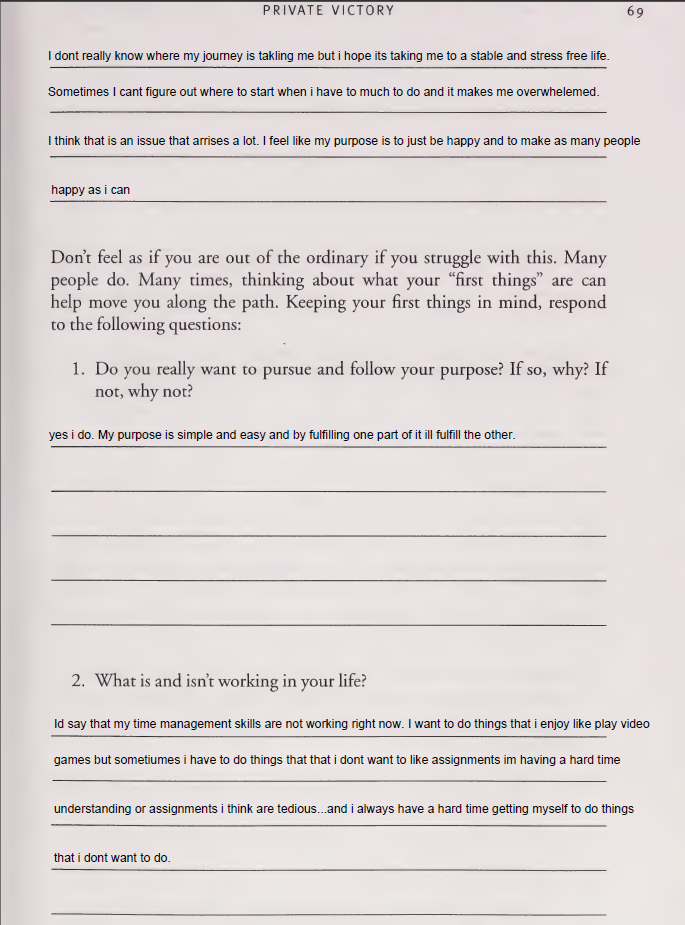 PRIVATE VICTORY 69
I dont really know where my journey is takling me but i hope its taking me to a stable and stress free life.
Sometimes I cant figure out where to start when i have to much to do and it makes me overwhelemed.
I think that is an issue that arrises a lot. I feel like my purpose is to just be happy and to make as many people
happy as i can
Don't feel as if you are out of the ordinary if you struggle with this. Many
people do. Many times, thinking about what your "first things" are can
help move you along the path. Keeping your first things in mind, respond
to the following questions:
1. Do you really want to pursue and follow your purpose? If so, why? If
not, why not?
yes i do. My purpose is simple and easy and by fulfilling one part of it ill fulfill the other.
2. What is and isn't working in your life?
Id say that my time management skills are not working right now. I want to do things that i enjoy like play video
games but sometiumes i have to do things that that i dont want to like assignments im having a hard time
understanding or assignments i think are tedious...and i always have a hard time getting myself to do things
that i dont want to do.